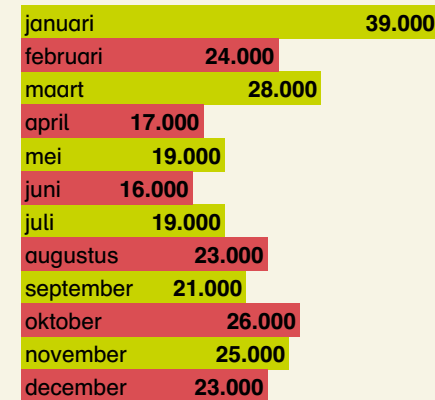 januari 39.000
februari 24.000
maart 28.000
april 17.000
mei 19.000
juni 16.000
juli 19.000
augustus 23.000
september 21.000
oktober 26.000
november 25.000
december 23.000